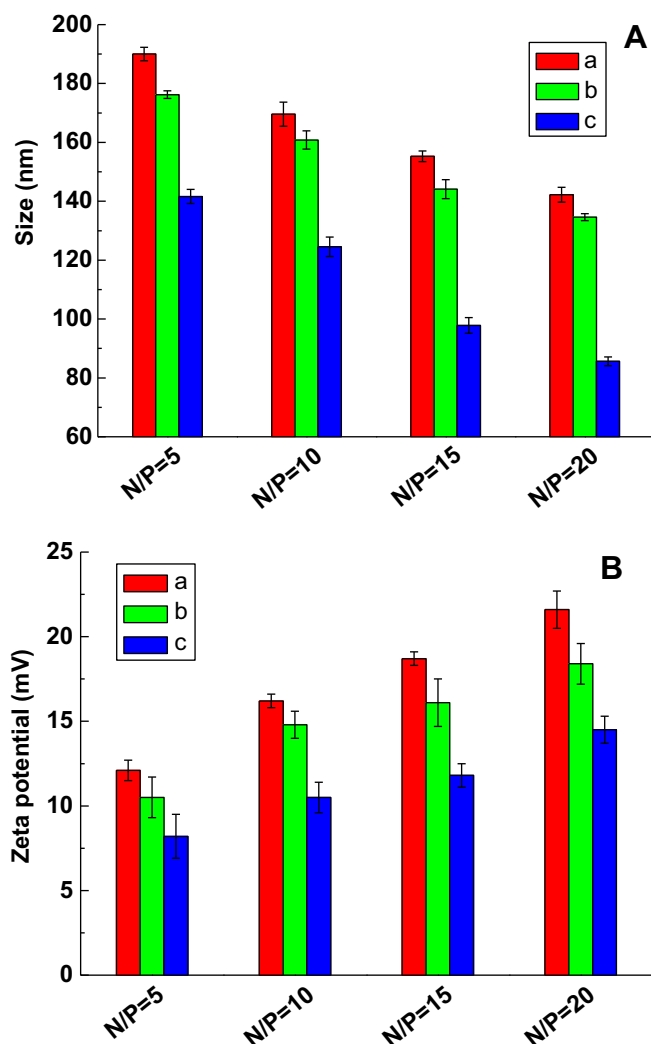 A
a
b
c
Size (nm)
200
180
160
140
120
100
80
60
N/P=5
N/P=10
N/P=15
N/P=20
B
a
b
c
Zeta potential (mV)
25
20
15
10
5
0
N/P=5
N/P=10
N/P=15
N/P=20